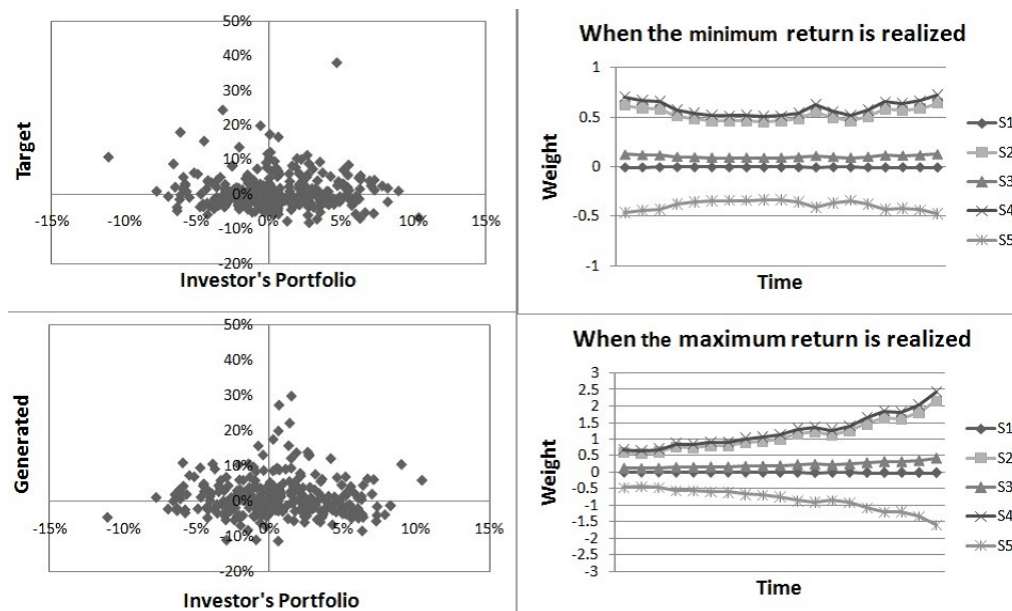 50%
40%
30%
20%
10%
0%
-15% -10% -5% 0% 5% 10% 15%
-10%
-20%
Target
Investor's Portfolio
When the minimum return is realized
1
0.5
0
-0.5
-1
Weight
Time
S1
S2
S3
S4
S5
50%
40%
30%
20%
10%
0%
-15% -10% -5% 0% 5% 10% 15%
-10%
-20%
Generated
Investor's Portfolio
When the maximum return is realized
3
2.5
2
1.5
1
0.5
0
-0.5
-1
-1.5
-2
-2.5
-3
Weight
Time
S1
S2
S3
S4
S5